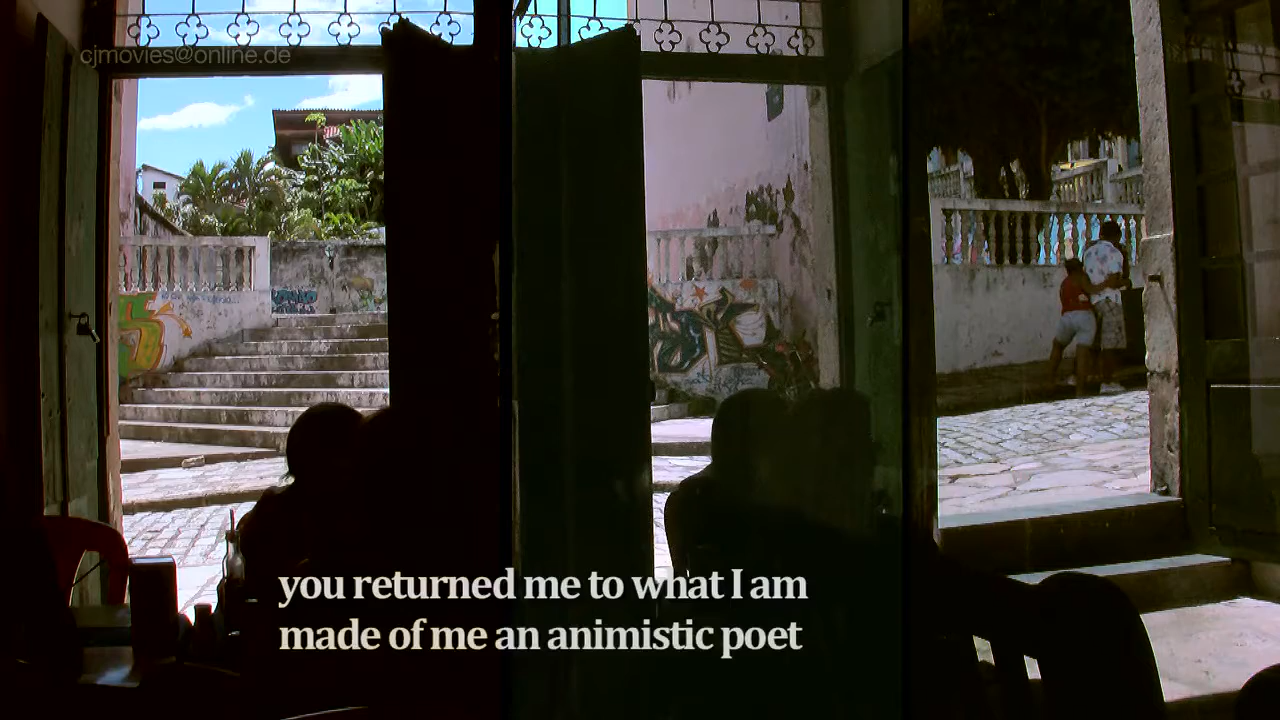 cjmovies@online.de
you returned me to what I am
made of me an animistic poet